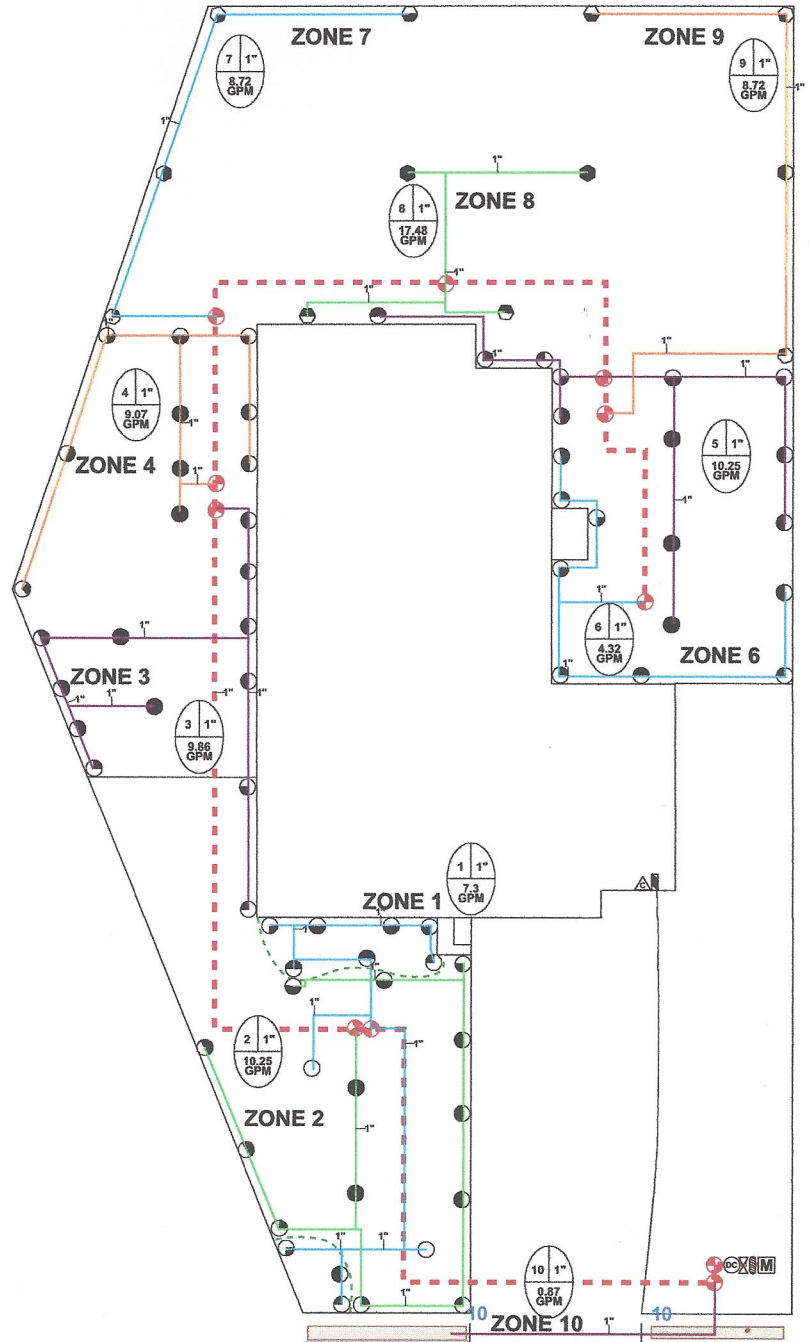 ZONE 7
ZONE 9
7 1"
8.72
GPM
9 1"
8.72
GPM
1"
1"
1"
8 1"
17.48
GPM
ZONE 8
1"
1"
1"
1"
1"
1"
4 1"
9.07
GPM
1"
5 1"
10.25
GPM
ZONE 4
1"
1"
1"
6 1"
4.32
GPM
1"
ZONE 6
ZONE 3
1"
1"
1"
1"
1"
3 1"
9.86
GPM
1 1"
7.3
GPM
C
ZONE 1
1"
1"
1"
1"
2 1"
10.25
GPM
1"
ZONE 2
1"
1"
1"
10 1"
0.87
GPM
DC
M
1"
10
ZONE 10
10
1"